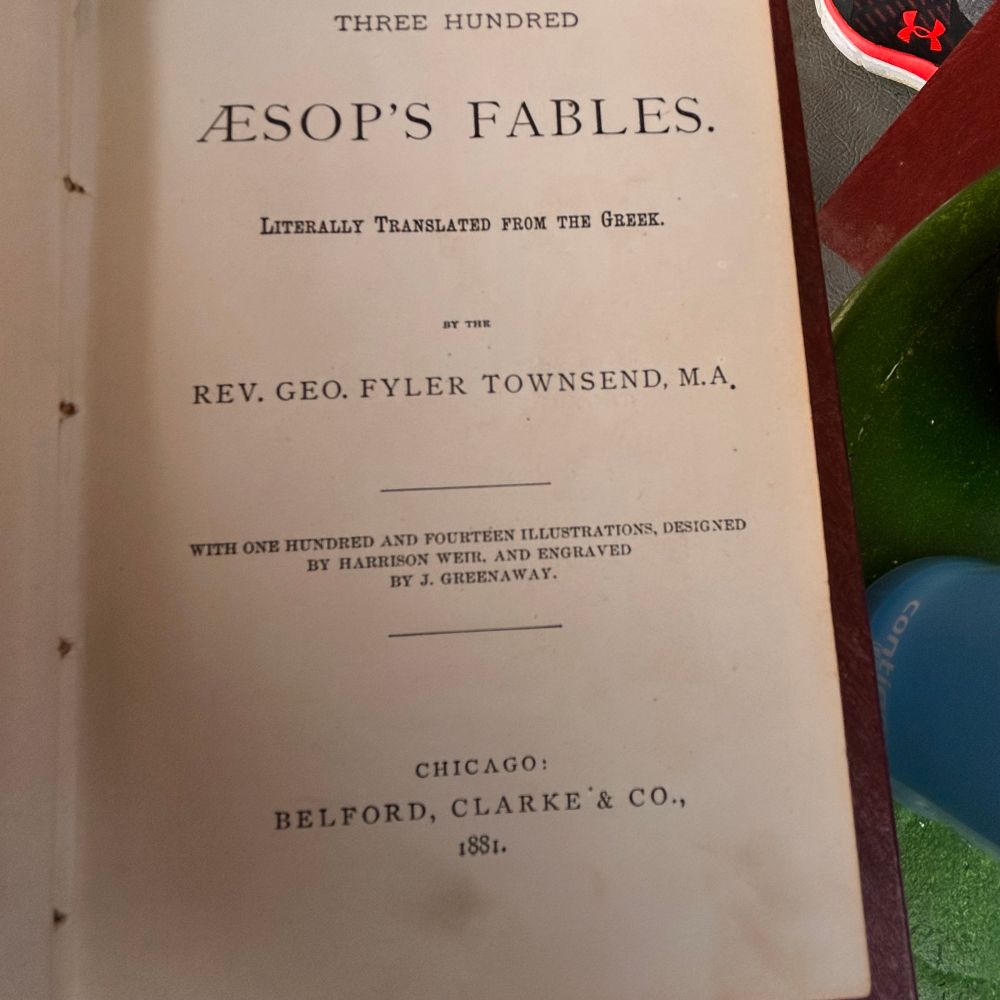 THREE HUNDRED
ÆSOP'S FABLES.
LITERALLY TRANSLATED FROM THE GREEK.
BY THE
REV. GEO. FYLER TOWNSEND, M.A.
WITH ONE HUNDRED AND FOURTEEN ILLUSTRATIONS, DESIGNED
BY HARRISON WEIR, AND ENGRAVED
BY J. GREENAWAY.
CHICAGO:
BELFORD, CLARKE & CO.,
1881.